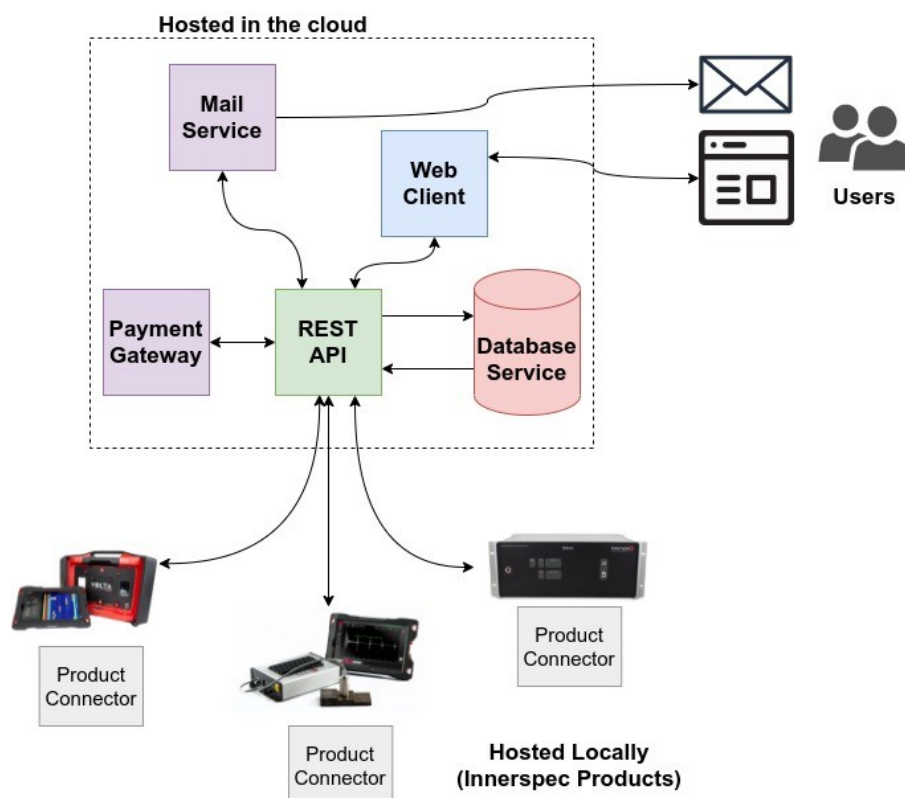 Hosted in the cloud
Mail
Service
Web
Client
Users
Payment
Gateway
REST
API
Database
Service
VOLTA
Product
Connector
Product
Connector
Product
Connector
Hosted Locally
(Innerspec Products)